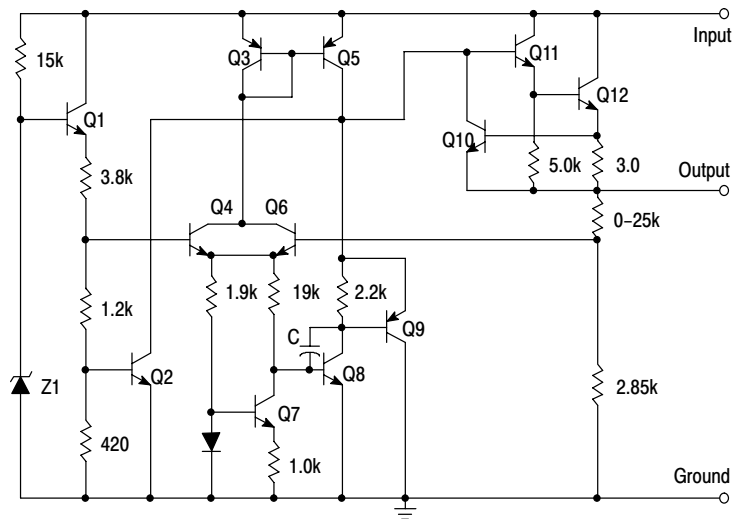 Input
15k
Q3
Q5
Q11
Q12
Q1
Q10
5.0k
3.0
Output
3.8k
Q4
Q6
0–25k
1.2k
1.9k
19k
2.2k
C
Q9
Z1
Q2
Q8
2.85k
420
Q7
1.0k
Ground